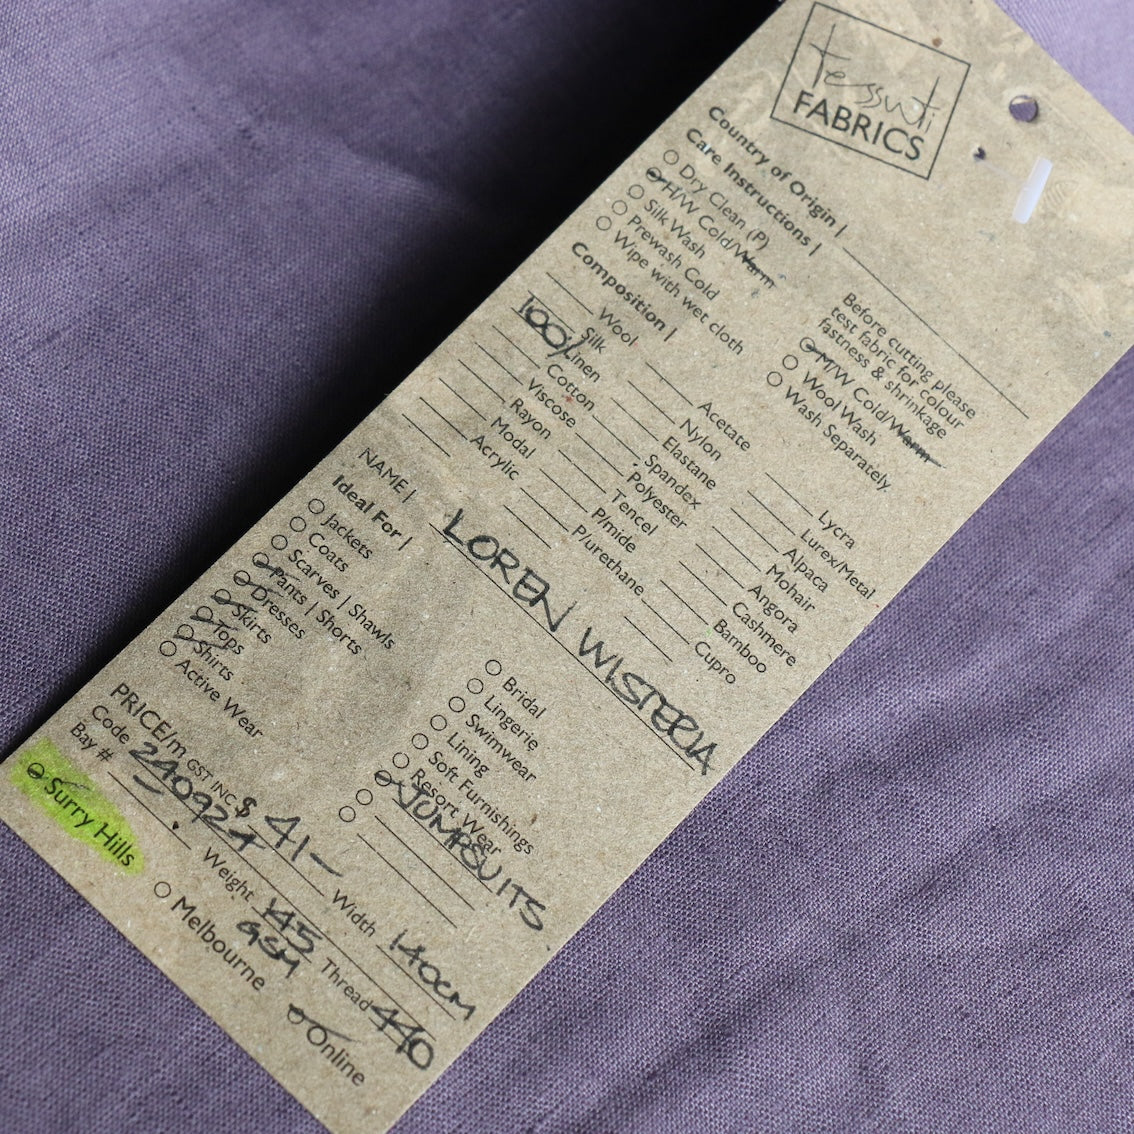 tessuti
FABRICS
Country of Origin |
Care Instructions |
Dry Clean (P)
H/W Cold/Warm
Silk Wash
Prewash Cold
Wipe with wet cloth
Before cutting please
test fabric for colour
fastness & shrinkage
M/W Cold/Warm
Wool Wash
Wash Separately
Composition |
Wool
Silk
100% Linen
Cotton
Viscose
Rayon
Modal
Acrylic
Acetate
Nylon
Elastane
Spandex
Polyester
Tencel
P/mide
P/urethane
Lycra
Lurex/Metal
Alpaca
Mohair
Angora
Cashmere
Bamboo
Cupro
NAME | LOREN WISTERIA
Ideal For |
Jackets
Coats
Scarves | Shawls
Pants | Shorts
Dresses
Skirts
Tops
Shirts
Active Wear
Bridal
Lingerie
Swimwear
Lining
Soft Furnishings
Resort Wear
JUMPSUITS
PRICE/m GST INC $ 41- Width 140CM
Code 240924 Weight 145 GSM Thread 440
Bay #
Surry Hills
Melbourne
Online